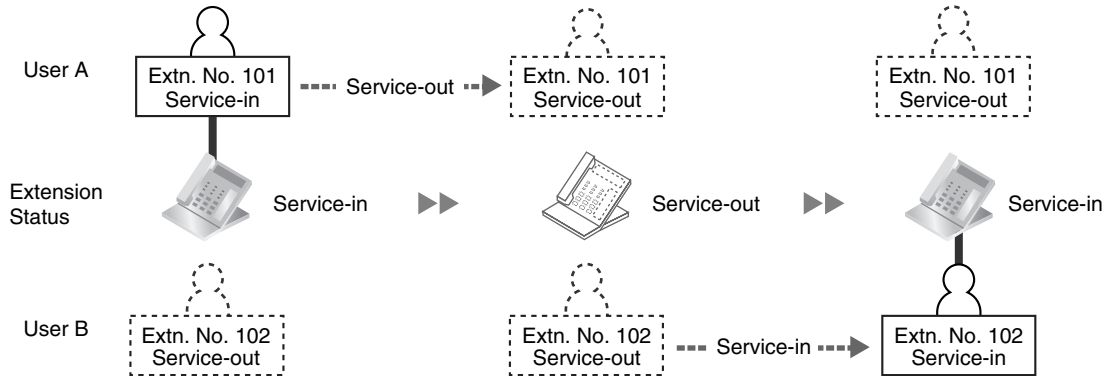 User A
Extn. No. 101
Service-in
Service-out
Extn. No. 101
Service-out
Extn. No. 101
Service-out
Extension
Status
Service-in
Service-out
Service-in
User B
Extn. No. 102
Service-out
Extn. No. 102
Service-out
Service-in
Extn. No. 102
Service-in